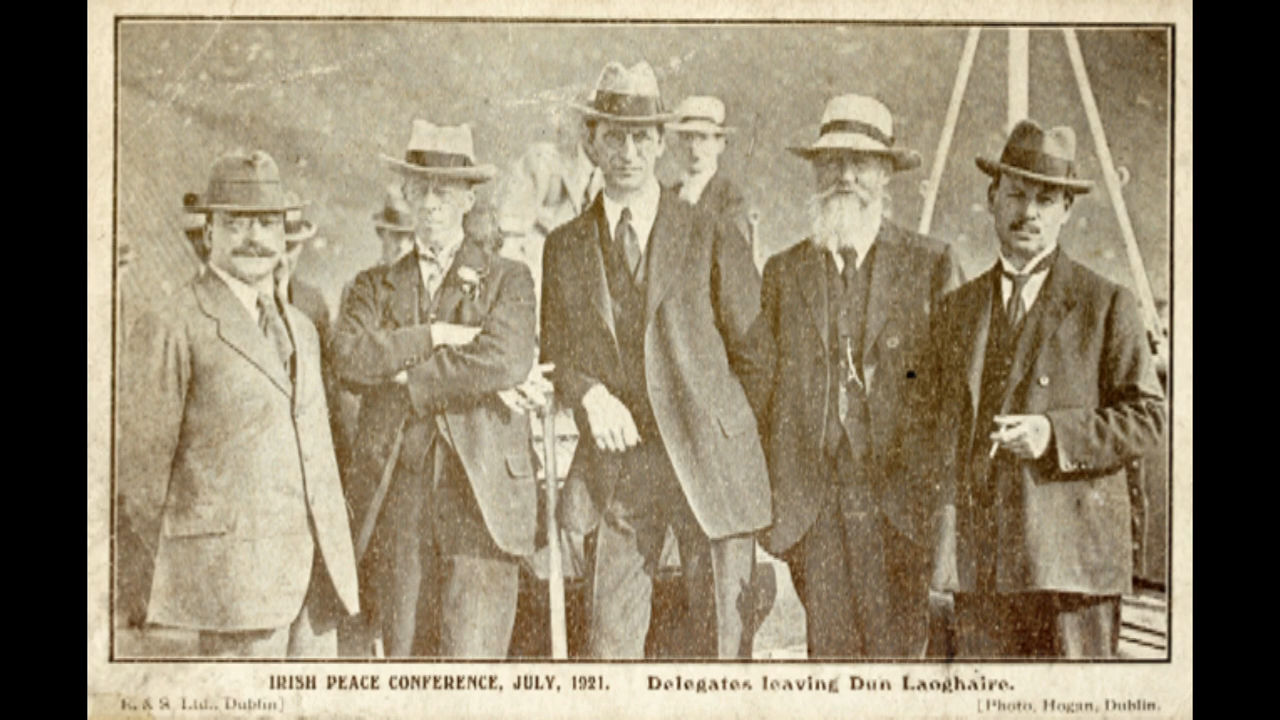 IRISH PEACE CONFERENCE, JULY, 1921. Delegates leaving Dun Laoghaire.
E. & S. Ltd., Dublin] [Photo, Hogan, Dublin.